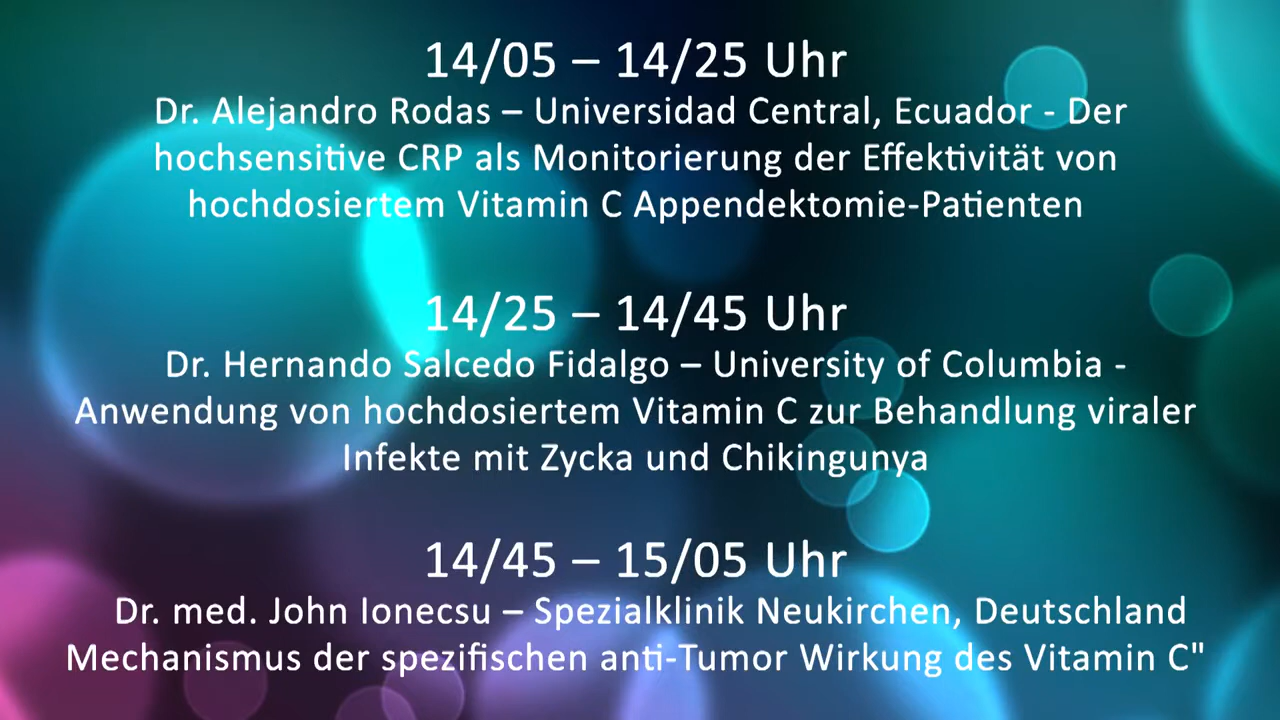 14/05 – 14/25 Uhr
Dr. Alejandro Rodas – Universidad Central, Ecuador - Der
hochsensitive CRP als Monitorierung der Effektivität von
hochdosiertem Vitamin C Appendektomie-Patienten
14/25 – 14/45 Uhr
Dr. Hernando Salcedo Fidalgo – University of Columbia -
Anwendung von hochdosiertem Vitamin C zur Behandlung viraler
Infekte mit Zycka und Chikingunya
14/45 – 15/05 Uhr
Dr. med. John Ionecsu – Spezialklinik Neukirchen, Deutschland
Mechanismus der spezifischen anti-Tumor Wirkung des Vitamin C"